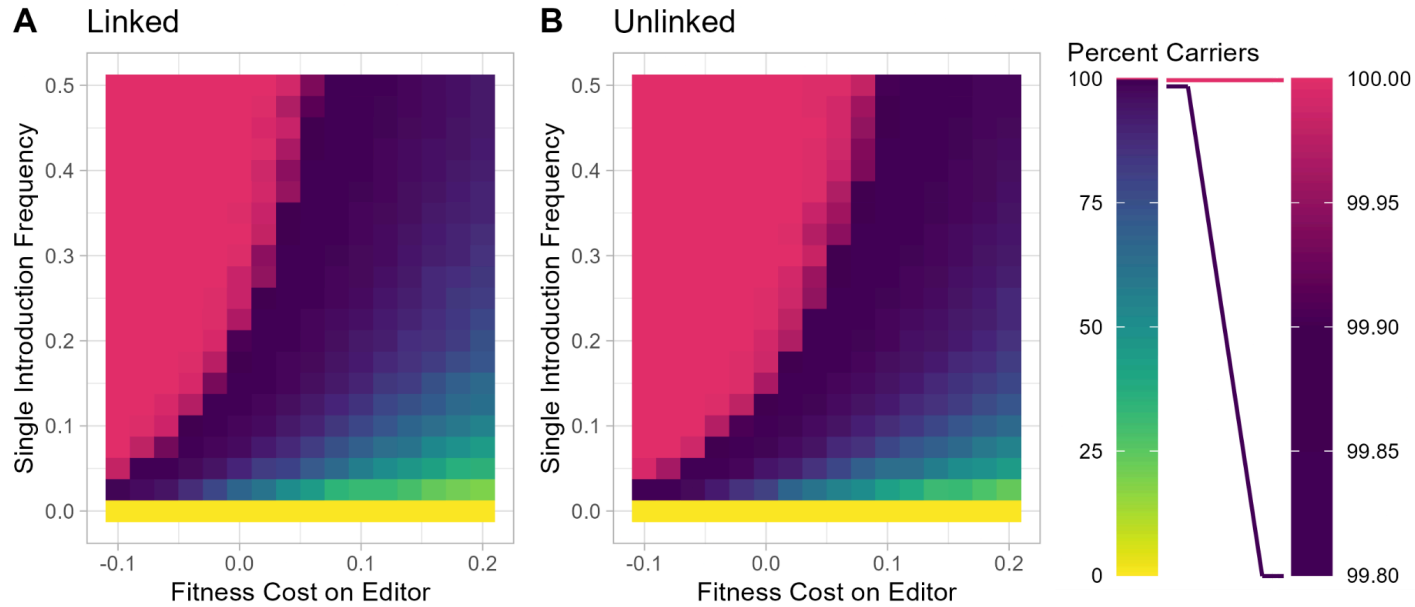 A Linked
B Unlinked
Percent Carriers
Single Introduction Frequency
0.5
0.4
0.3
0.2
0.1
0.0
-0.1 0.0 0.1 0.2
Fitness Cost on Editor
Single Introduction Frequency
0.5
0.4
0.3
0.2
0.1
0.0
-0.1 0.0 0.1 0.2
Fitness Cost on Editor
100
75
50
25
0
100.00
99.95
99.90
99.85
99.80